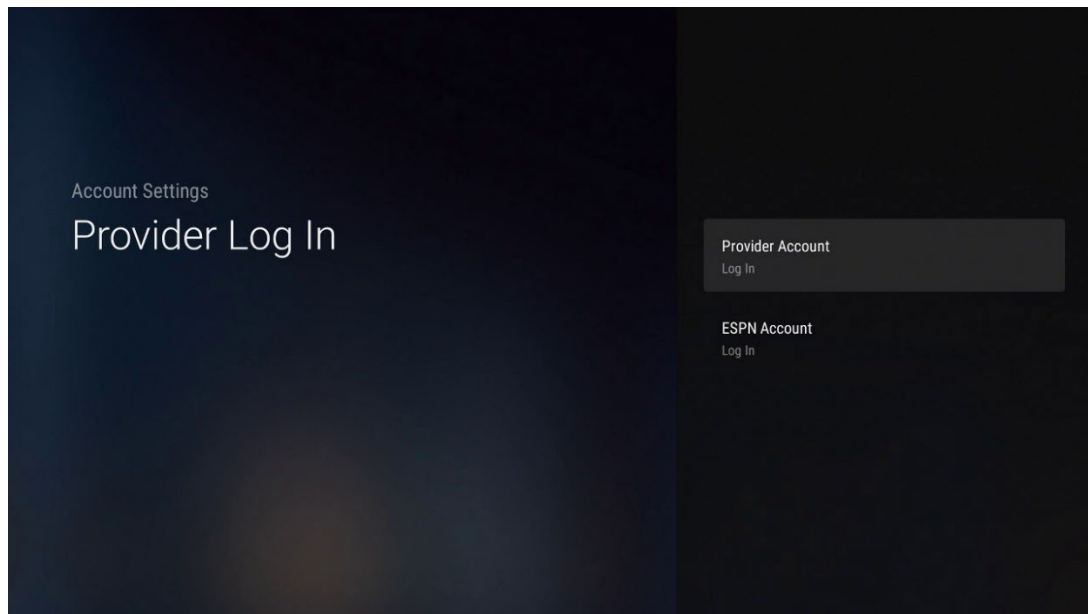 Account Settings
Provider Log In
Provider Account
Log In
ESPN Account
Log In